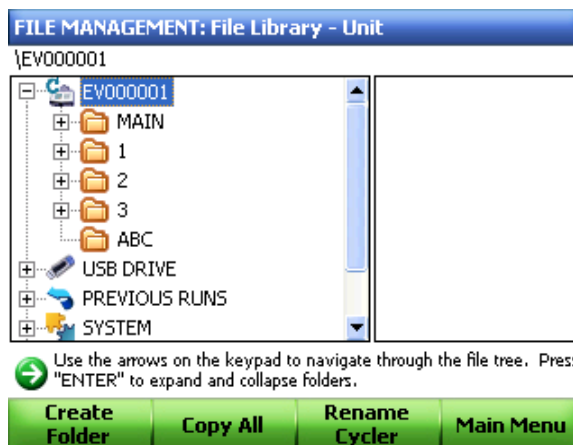 FILE MANAGEMENT: File Library - Unit
\EV000001
EV000001
MAIN
1
2
3
ABC
USB DRIVE
PREVIOUS RUNS
SYSTEM
Use the arrows on the keypad to navigate through the file tree. Press
"ENTER" to expand and collapse folders.
Create
Folder
Copy All
Rename
Cycler
Main Menu